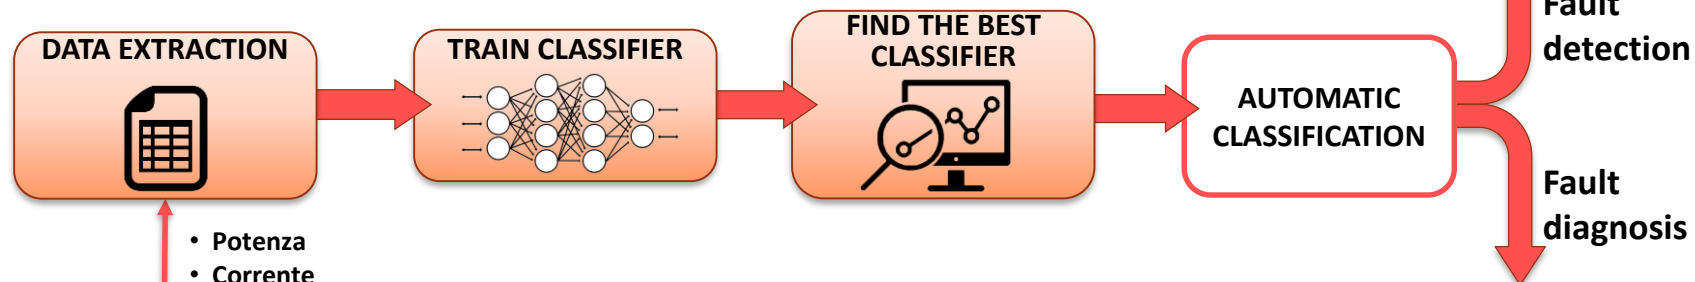 DATA EXTRACTION
TRAIN CLASSIFIER
FIND THE BEST
CLASSIFIER
AUTOMATIC
CLASSIFICATION
Fault
detection
Fault
diagnosis
• Potenza
• Corrente